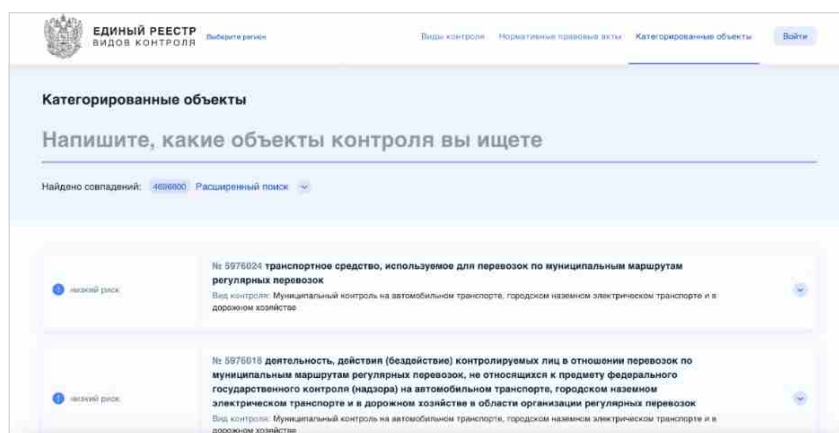 ЕДИНЫЙ РЕЕСТР
ВИДОВ КОНТРОЛЯ
Выберите регион
Виды контроля Нормативные правовые акты Категорированные объекты Войти
Категорированные объекты
Напишите, какие объекты контроля вы ищете
Найдено совпадений: Расширенный поиск
№ 5976024 транспортное средство, используемое для перевозок по муниципальным маршрутам
регулярных перевозок
низкий риск
Вид контроля: Муниципальный контроль на автомобильном транспорте, городском наземном электрическом транспорте и в
дорожном хозяйстве
№ 5976016 деятельность, действия (бездействие) контролируемых лиц в отношении перевозок по
муниципальным маршрутам регулярных перевозок, не относящихся к предмету федерального
государственного контроля (надзора) на автомобильном транспорте, городском наземном
низкий риск
электрическом транспорте и в дорожном хозяйстве в области организации регулярных перевозок
Вид контроля: Муниципальный контроль на автомобильном транспорте, городском наземном электрическом транспорте и в
дорожном хозяйстве